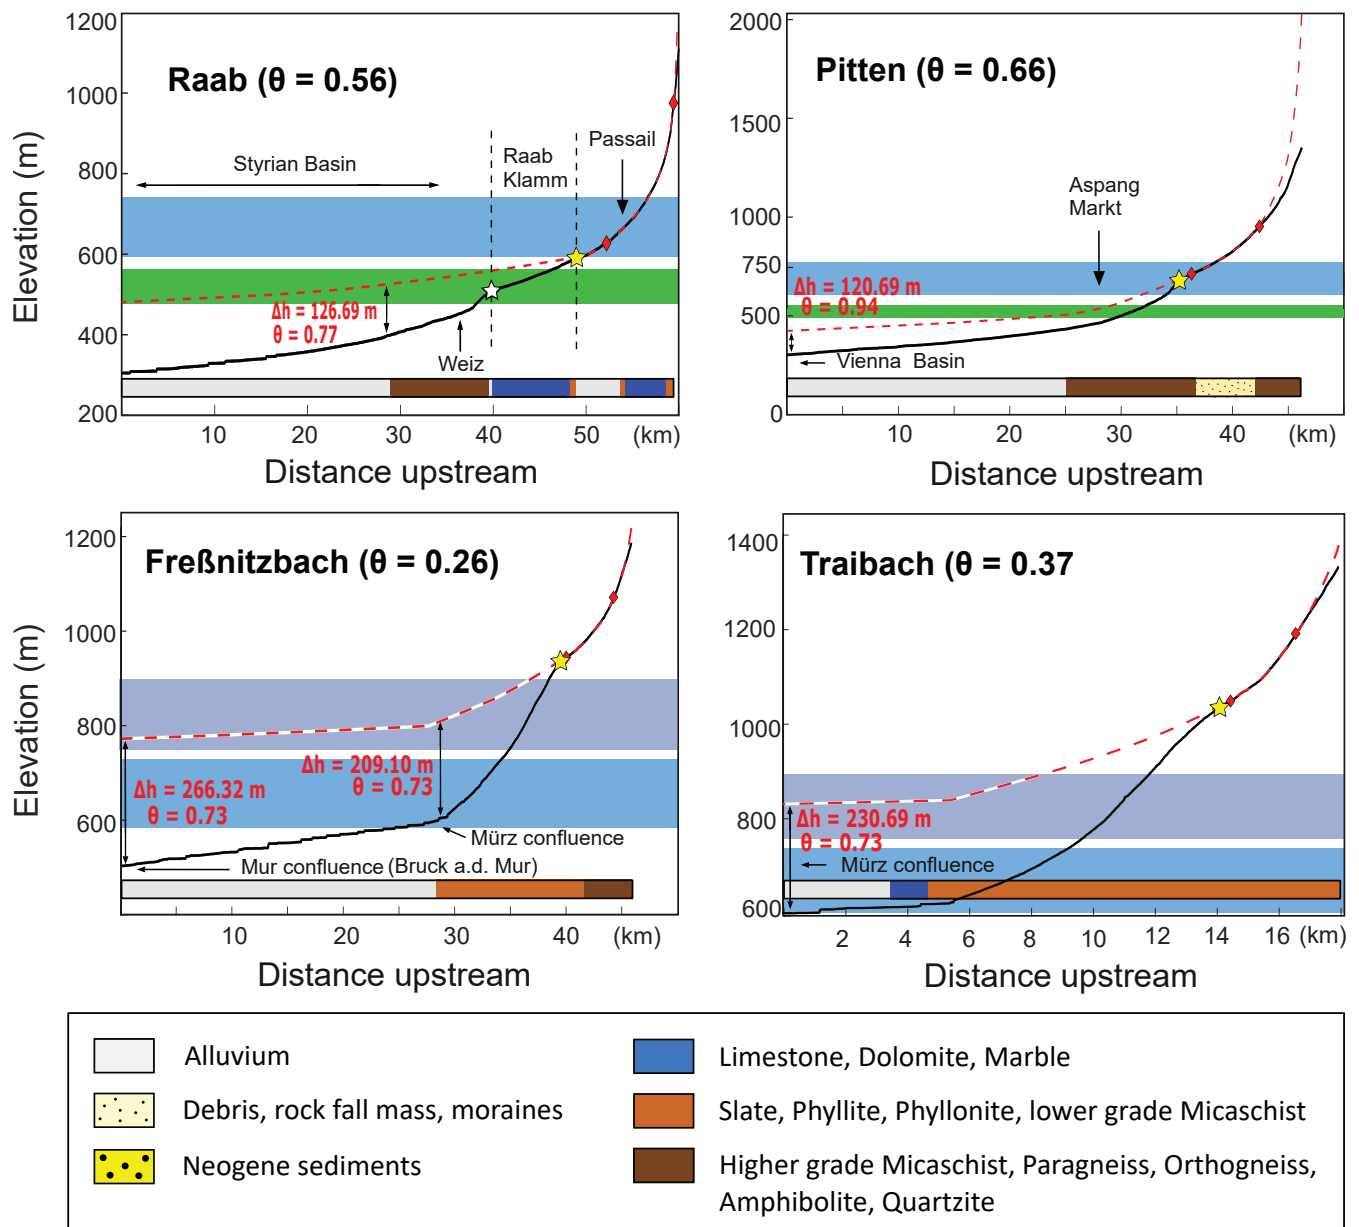 Raab (θ = 0.56)
Elevation (m)
1200
1000
800
600
400
200
Styrian Basin
Raab
Klamm
Passail
Δh = 126.69 m
θ = 0.77
Weiz
10
20
30
40
50
(km)
Distance upstream
Pitten (θ = 0.66)
2000
1500
1000
750
500
0
Aspang
Markt
Δh = 120.69 m
θ = 0.94
Vienna Basin
10
20
30
40
(km)
Distance upstream
Freßnitzbach (θ = 0.26)
Elevation (m)
1200
1000
800
600
Δh = 266.32 m
θ = 0.73
Δh = 209.10 m
θ = 0.73
Mürz confluence
Mur confluence (Bruck a.d. Mur)
10
20
30
40
(km)
Distance upstream
Traibach (θ = 0.37
1400
1200
1000
800
600
Δh = 230.69 m
θ = 0.73
Mürz confluence
2
4
6
8
10
12
14
16
(km)
Distance upstream
Alluvium
Debris, rock fall mass, moraines
Neogene sediments
Limestone, Dolomite, Marble
Slate, Phyllite, Phyllonite, lower grade Micaschist
Higher grade Micaschist, Paragneiss, Orthogneiss,
Amphibolite, Quartzite